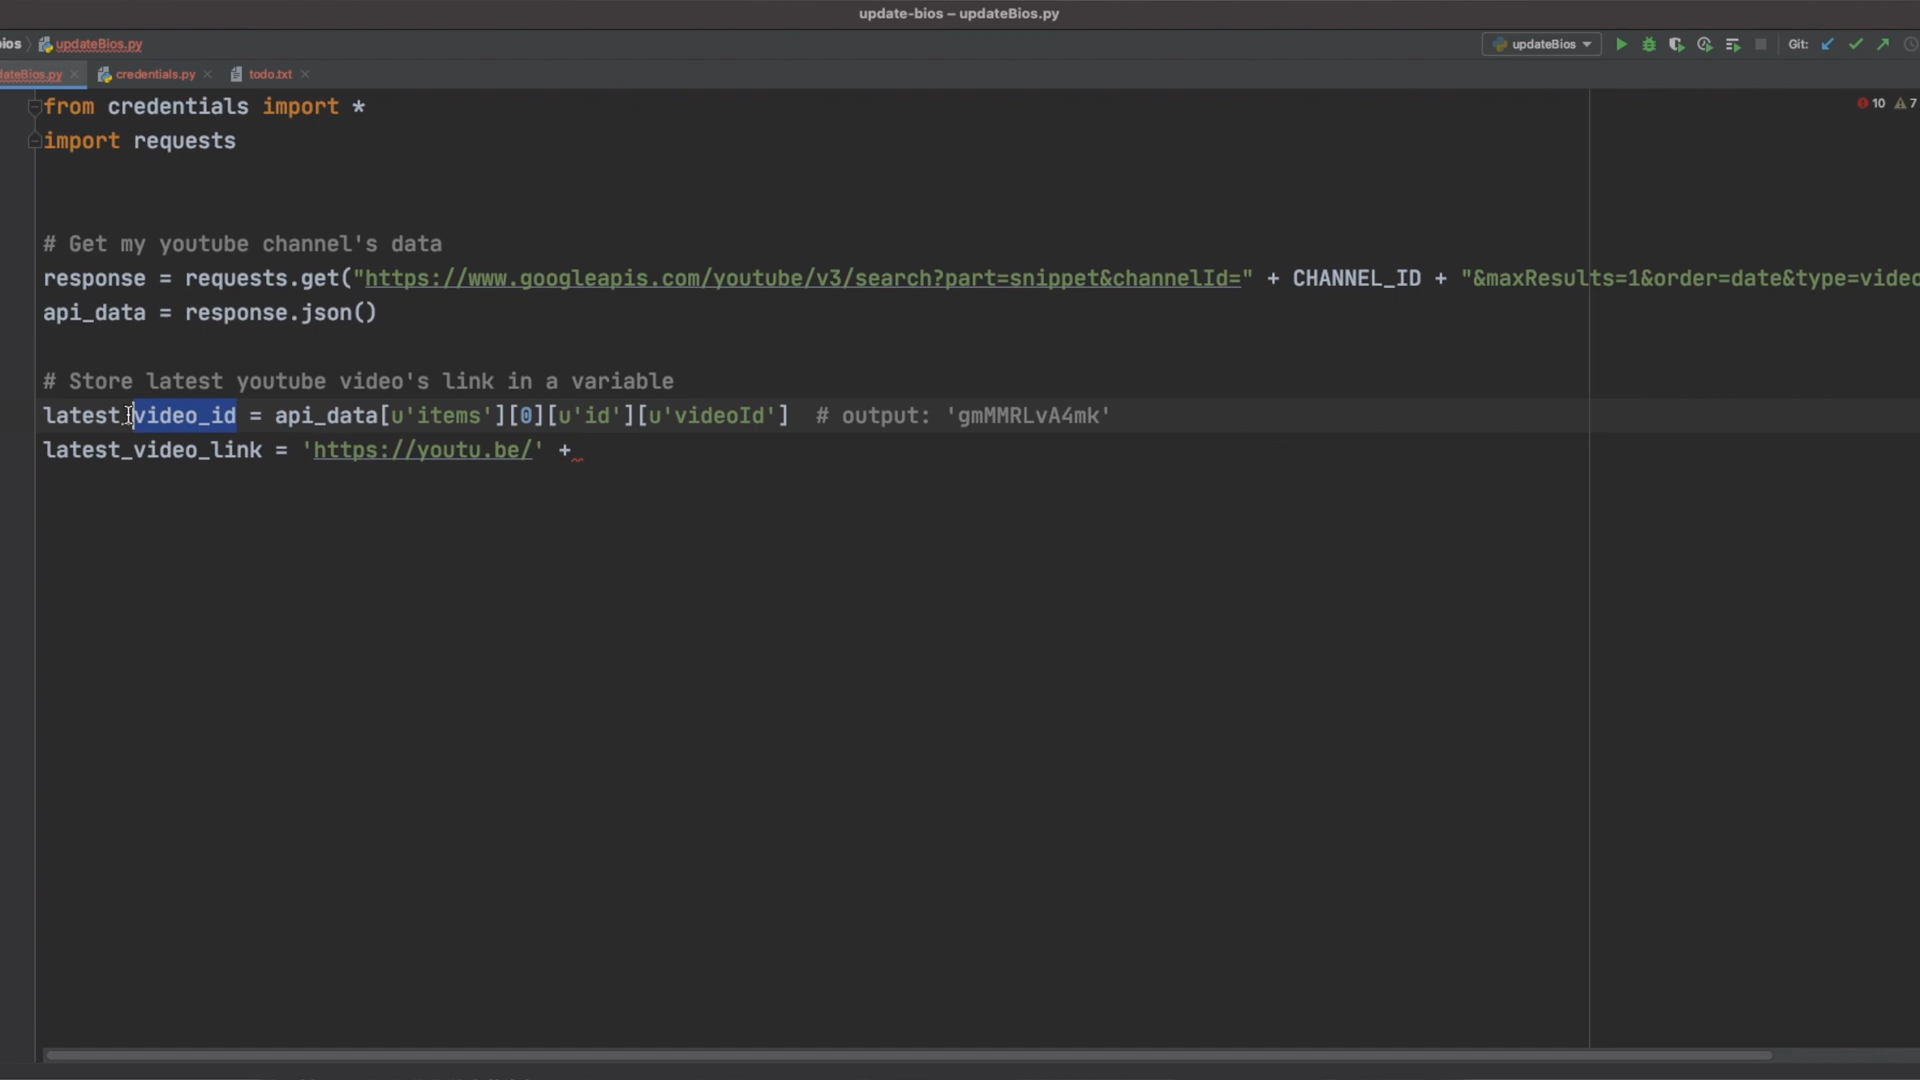 update-bios – updateBios.py
bios updateBios.py
updateBios Git:
dateBios.py credentials.py todo.txt
from credentials import *
10 7
import requests
# Get my youtube channel's data
response = requests.get("https://www.googleapis.com/youtube/v3/search?part=snippet&channelId=" + CHANNEL_ID + "&maxResults=1&order=date&type=video
api_data = response.json()
# Store latest youtube video's link in a variable
latest_video_id = api_data[u'items'][0][u'id'][u'videoId']  # output: 'gmMMRLvA4mk'
latest_video_link = 'https://youtu.be/' +